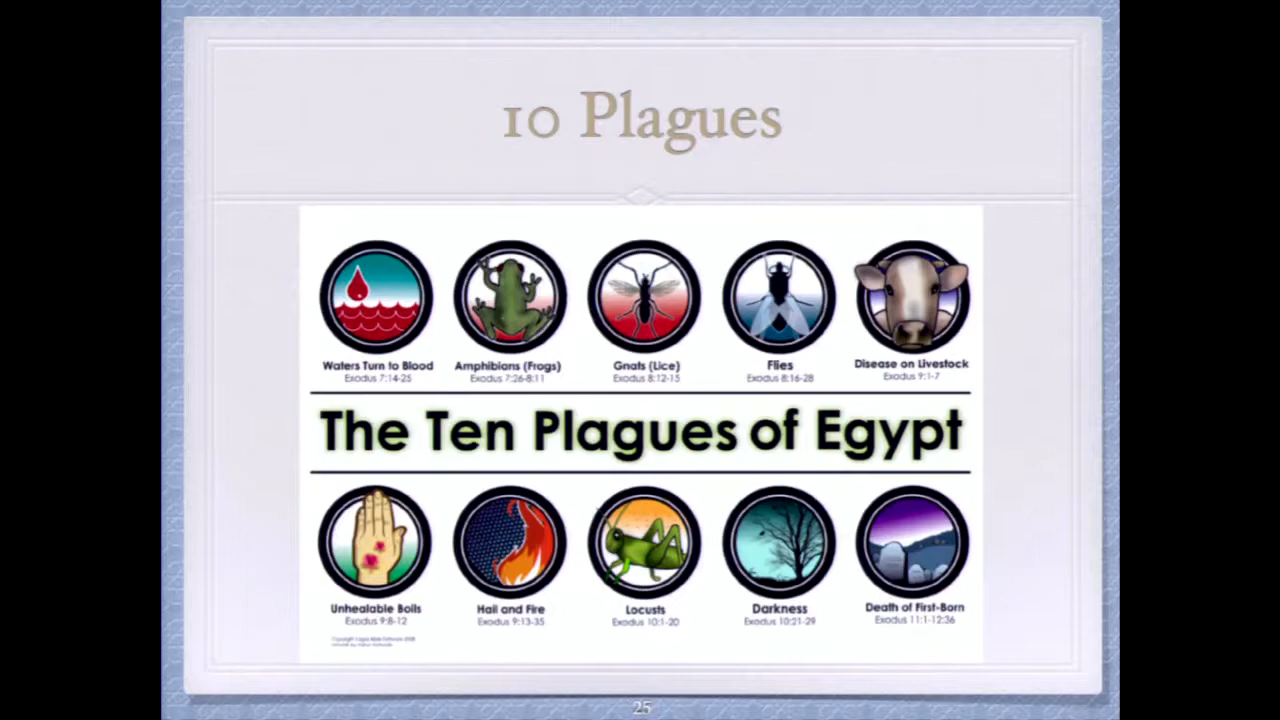 10 Plagues
Waters Turn to Blood
Exodus 7:14-25
Amphibians (Frogs)
Exodus 7:26-8:11
Gnats (Lice)
Exodus 8:12-15
Flies
Exodus 8:16-28
Disease on Livestock
Exodus 9:1-7
The Ten Plagues of Egypt
Unhealable Boils
Exodus 9:8-12
Hail and Fire
Exodus 9:13-35
Locusts
Exodus 10:1-20
Darkness
Exodus 10:21-29
Death of First-Born
Exodus 11:1-12:36
25